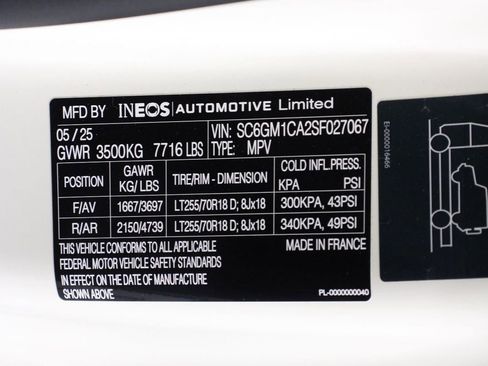 MFD BY INEOS AUTOMOTIVE Limited
05 / 25 VIN: SC6GM1CA2SF027067
GVWR 3500KG 7716 LBS TYPE: MPV
POSITION GAWR KG/ LBS TIRE/RIM - DIMENSION COLD INFL.PRESS. KPA PSI
F/AV 1667/3697 LT255/70R18 D; 8Jx18 300KPA, 43PSI
R/AR 2150/4739 LT255/70R18 D; 8Jx18 340KPA, 49PSI
THIS VEHICLE CONFORMS TO ALL APPLICABLE MADE IN FRANCE
FEDERAL MOTOR VEHICLE SAFETY STANDARDS
IN EFFECT ON THE DATE OF MANUFACTURE
SHOWN ABOVE PL-0000000040
EI-0000016466